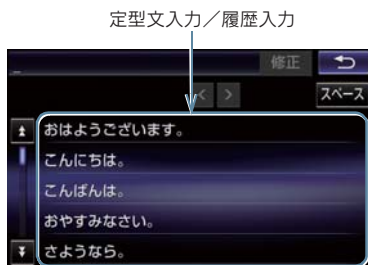 定型文入力／履歴入力
修正
< >
スペース
おはようございます。
こんにちは。
こんばんは。
おやすみなさい。
さようなら。